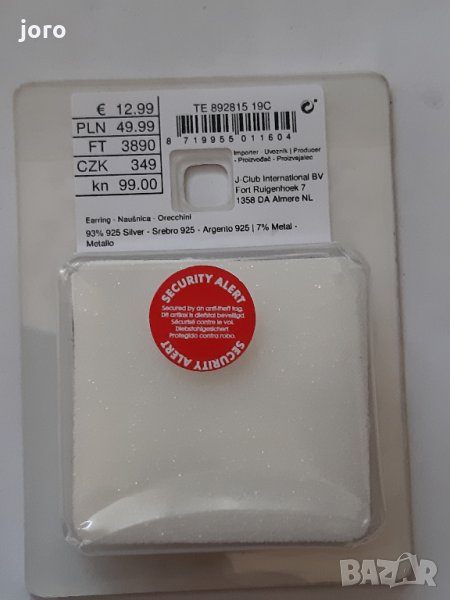 joro
€ 12.99
PLN 49.99
FT 3890
CZK 349
kn 99.00
TE 892815 19C
8 719955 011604
Importer - Uvoznik | Producer
- Proizvođač - Proizvajalec
J-Club International BV
Fort Ruigenhoek 7
1358 DA Almere NL
Earring - Naušnica - Orecchini
93% 925 Silver - Srebro 925 - Argento 925 | 7% Metal -
Metallo
SECURITY ALERT
Secured by an anti-theft tag.
Dit artikel is diefstal beveiligd.
Sécurisé contre le vol.
Diebstahlgesichert
Protegido contra robo.
SECURITY ALERT
BAZAR